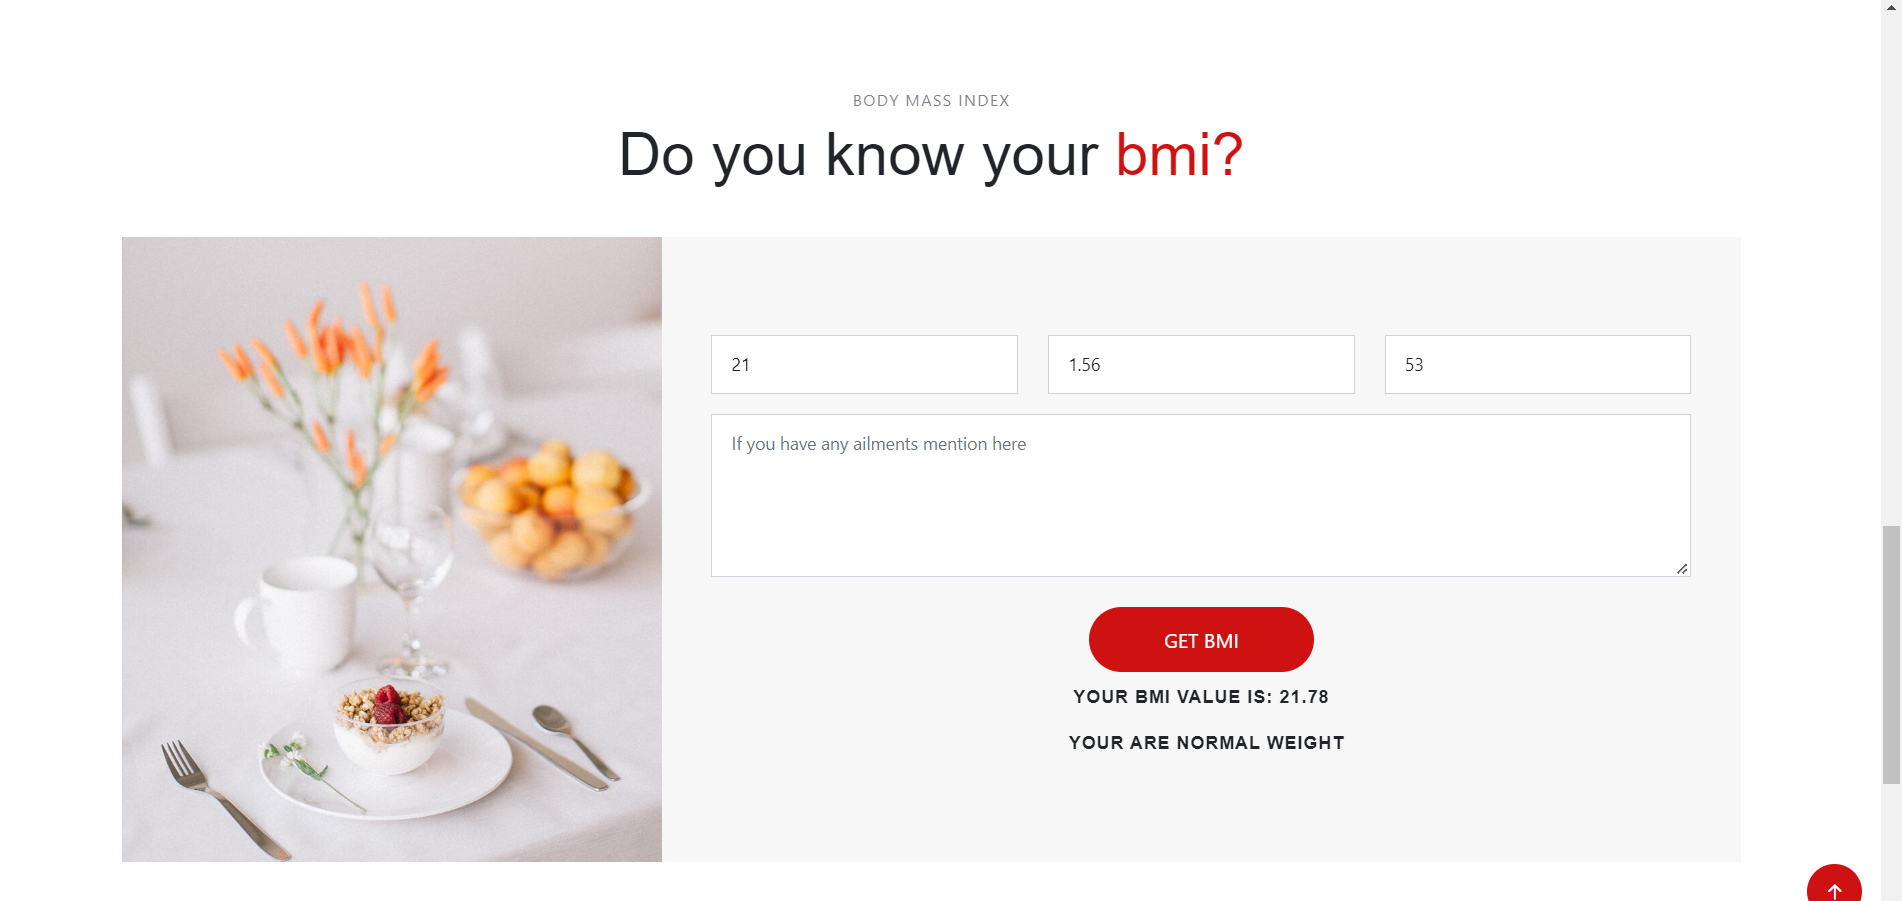 BODY MASS INDEX
Do you know your bmi?
21
1.56
53
If you have any ailments mention here
GET BMI
YOUR BMI VALUE IS: 21.78
YOUR ARE NORMAL WEIGHT